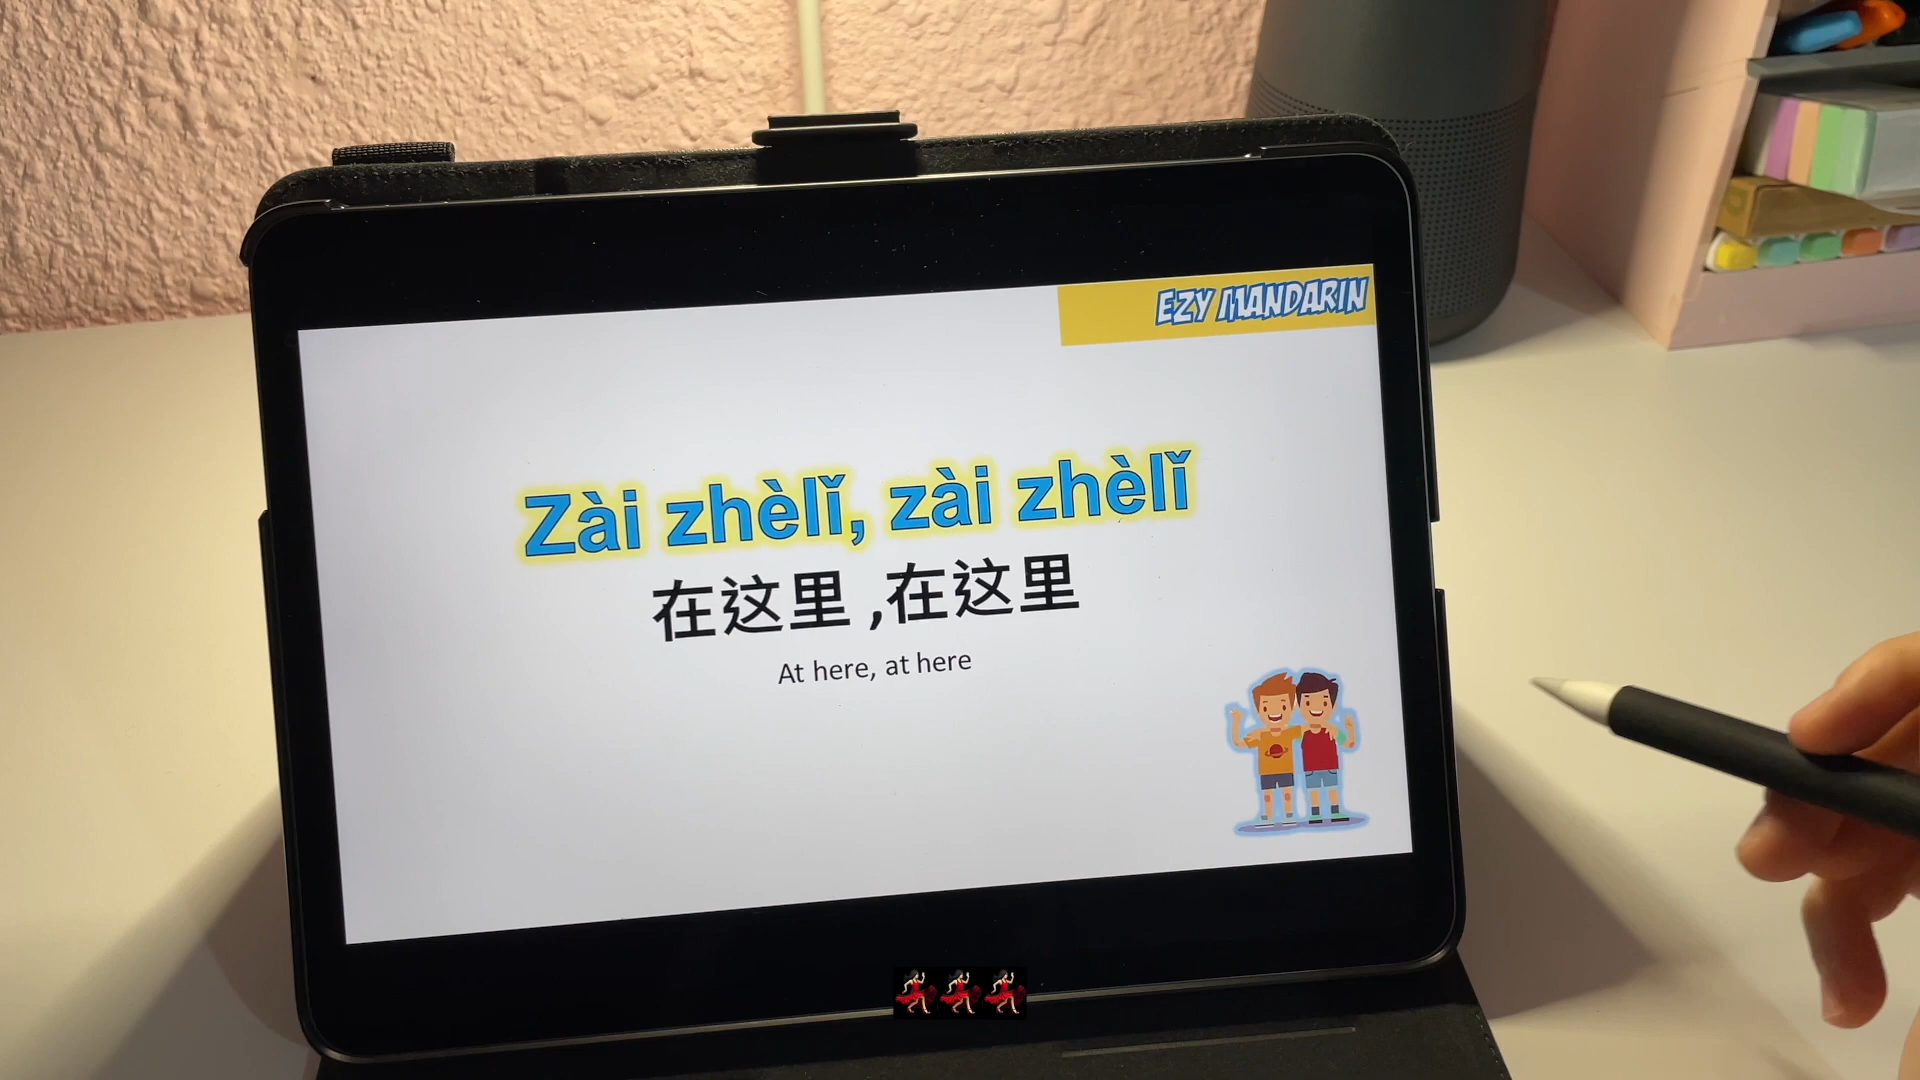 EZY MANDARIN
Zài zhèlǐ, zài zhèlǐ
在这里 ,在这里
At here, at here